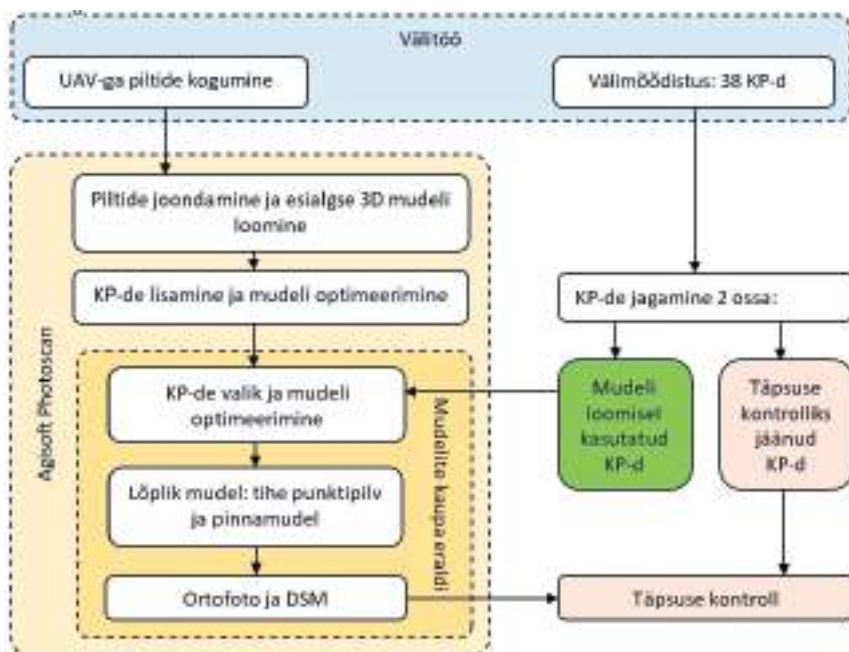 Välitöö
UAV-ga piltide kogumine
Välimõõdistus: 38 KP-d
Agisoft Photoscan
Piltide joondamine ja esialgse 3D mudeli
loomine
KP-de lisamine ja mudeli optimeerimine
KP-de jagamine 2 ossa:
Mudelite kaupa eraldi
KP-de valik ja mudeli
optimeerimine
Mudeli
loomisel
kasutatud
KP-d
Täpsuse
kontrolliks
jäänud
KP-d
Lõplik mudel: tihe punktipilv
ja pinnamudel
Ortofoto ja DSM
Täpsuse kontroll